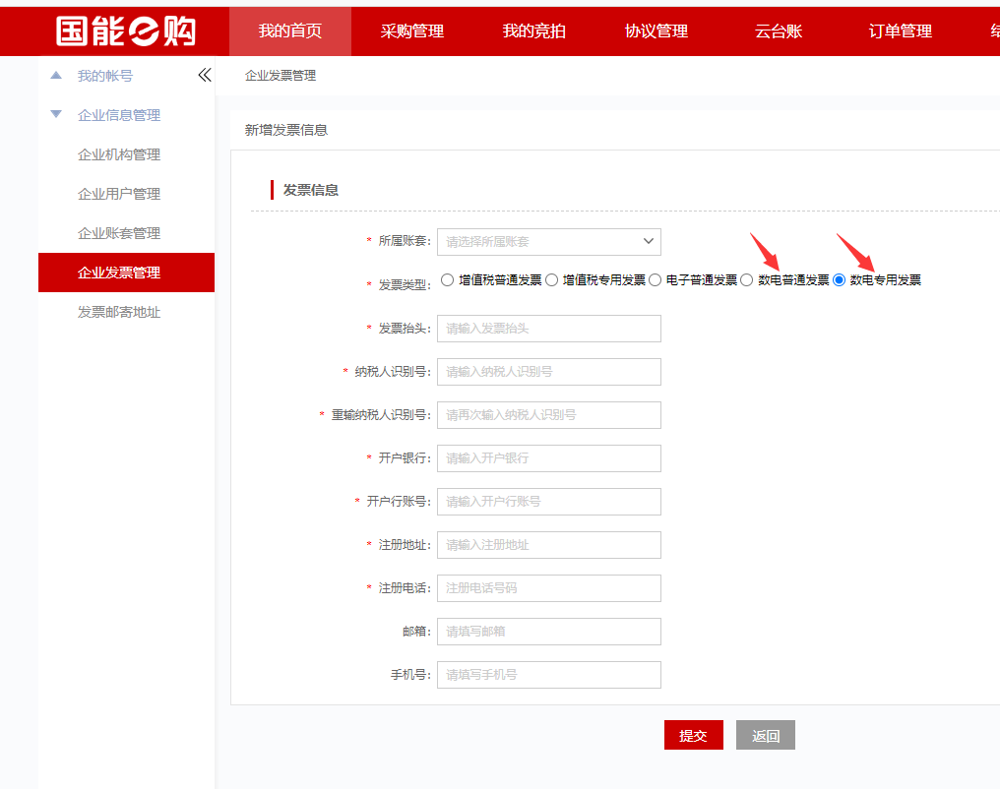 国能e购 我的首页 采购管理 我的竞拍 协议管理 云台账 订单管理
我的帐号
企业信息管理
企业机构管理
企业用户管理
企业账套管理
企业发票管理
发票邮寄地址
企业发票管理
新增发票信息
发票信息
* 所属账套: 请选择所属账套
* 发票类型: 增值税普通发票 增值税专用发票 电子普通发票 数电普通发票 数电专用发票
* 发票抬头: 请输入发票抬头
* 纳税人识别号: 请输入纳税人识别号
* 重输纳税人识别号: 请再次输入纳税人识别号
* 开户银行: 请输入开户银行
* 开户行账号: 请输入开户行账号
* 注册地址: 请输入注册地址
* 注册电话: 注册电话号码
邮箱: 请填写邮箱
手机号: 请填写手机号
提交 返回